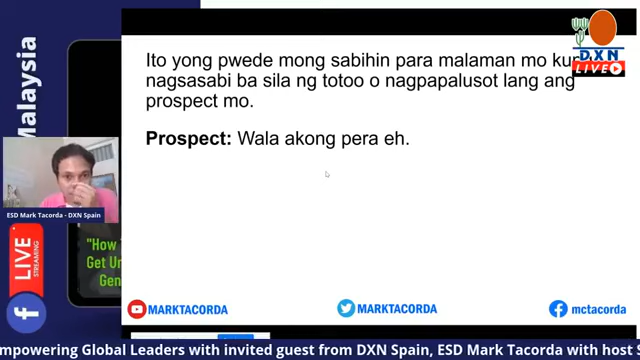 Ito yong pwede mong sabihin para malaman mo kun
nagsasabi ba sila ng totoo o nagpapalusot lang ang
prospect mo.
Prospect: Wala akong pera eh.
DXN
LIVE
Malaysia
ESD Mark Tacorda - DXN Spain
LIVE
STREAMING
"How
Get Un
Gen
MARKTACORDA
MARKTACORDA
mctacorda
mpowering Global Leaders with invited guest from DXN Spain, ESD Mark Tacorda with host